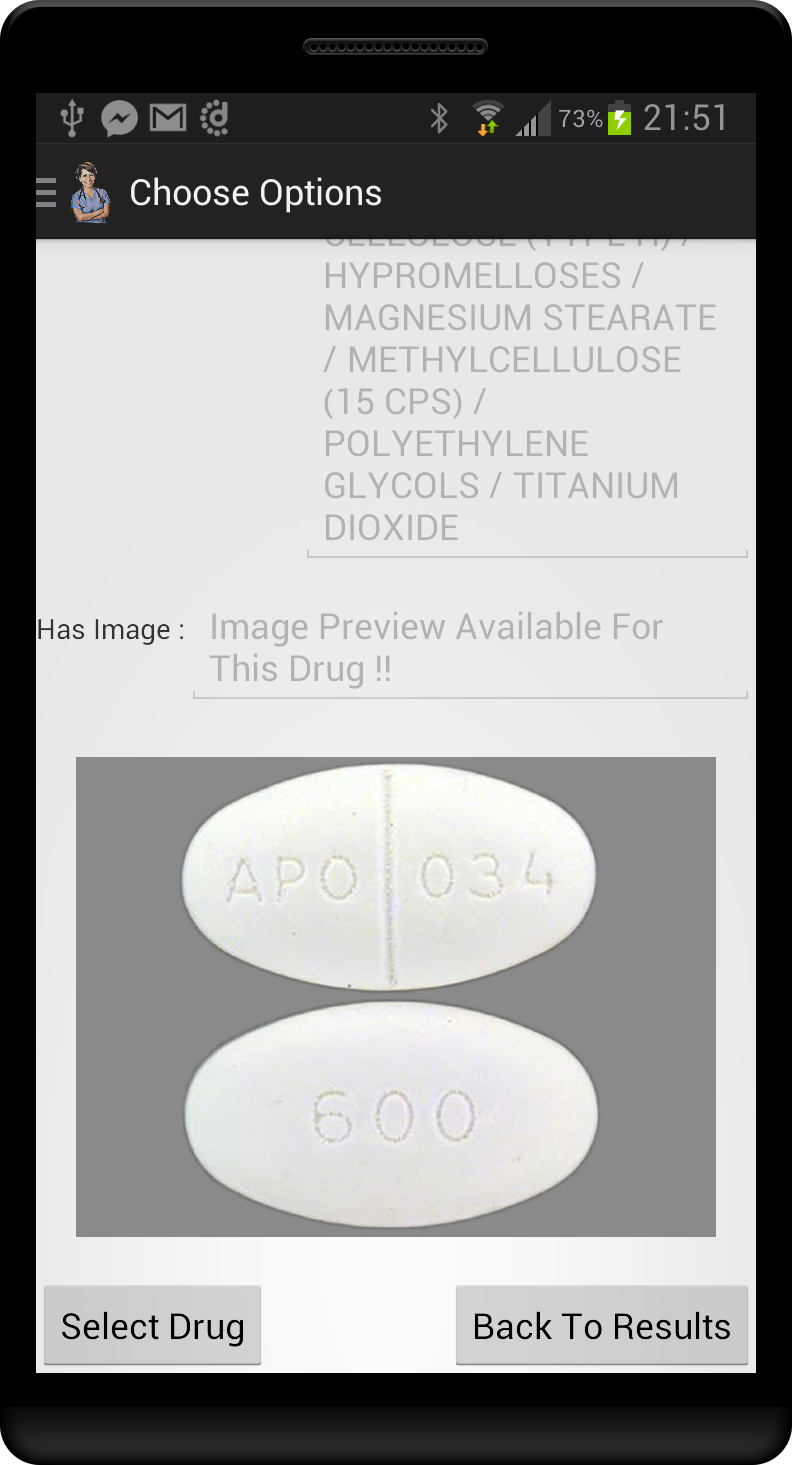 73% 21:51
Choose Options
HYPROMELLOSES /
MAGNESIUM STEARATE
/ METHYLCELLULOSE
(15 CPS) /
POLYETHYLENE
GLYCOLS / TITANIUM
DIOXIDE
Has Image : Image Preview Available For
This Drug !!
APO 034
600
Select Drug Back To Results